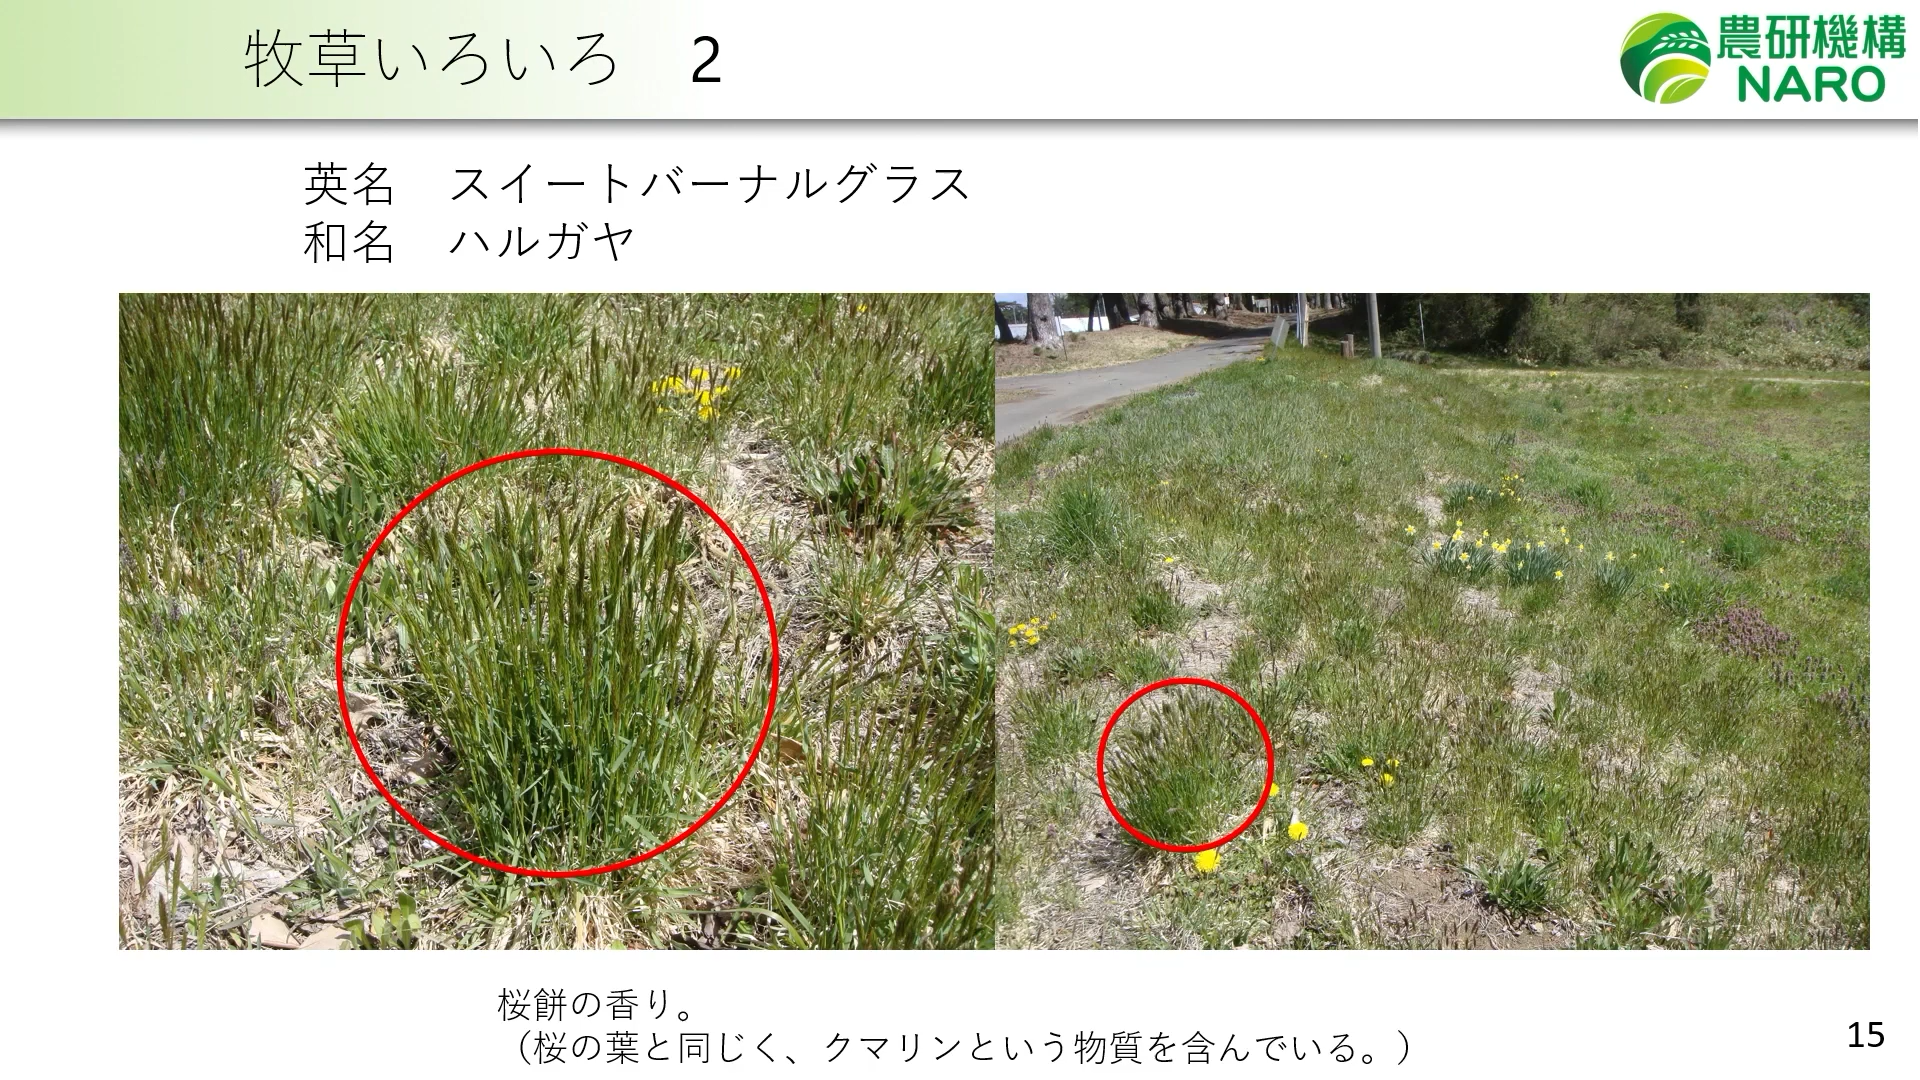 牧草いろいろ　2
農研機構
NARO
英名　スイートバーナルグラス
和名　ハルガヤ
桜餅の香り。
（桜の葉と同じく、クマリンという物質を含んでいる。）
15